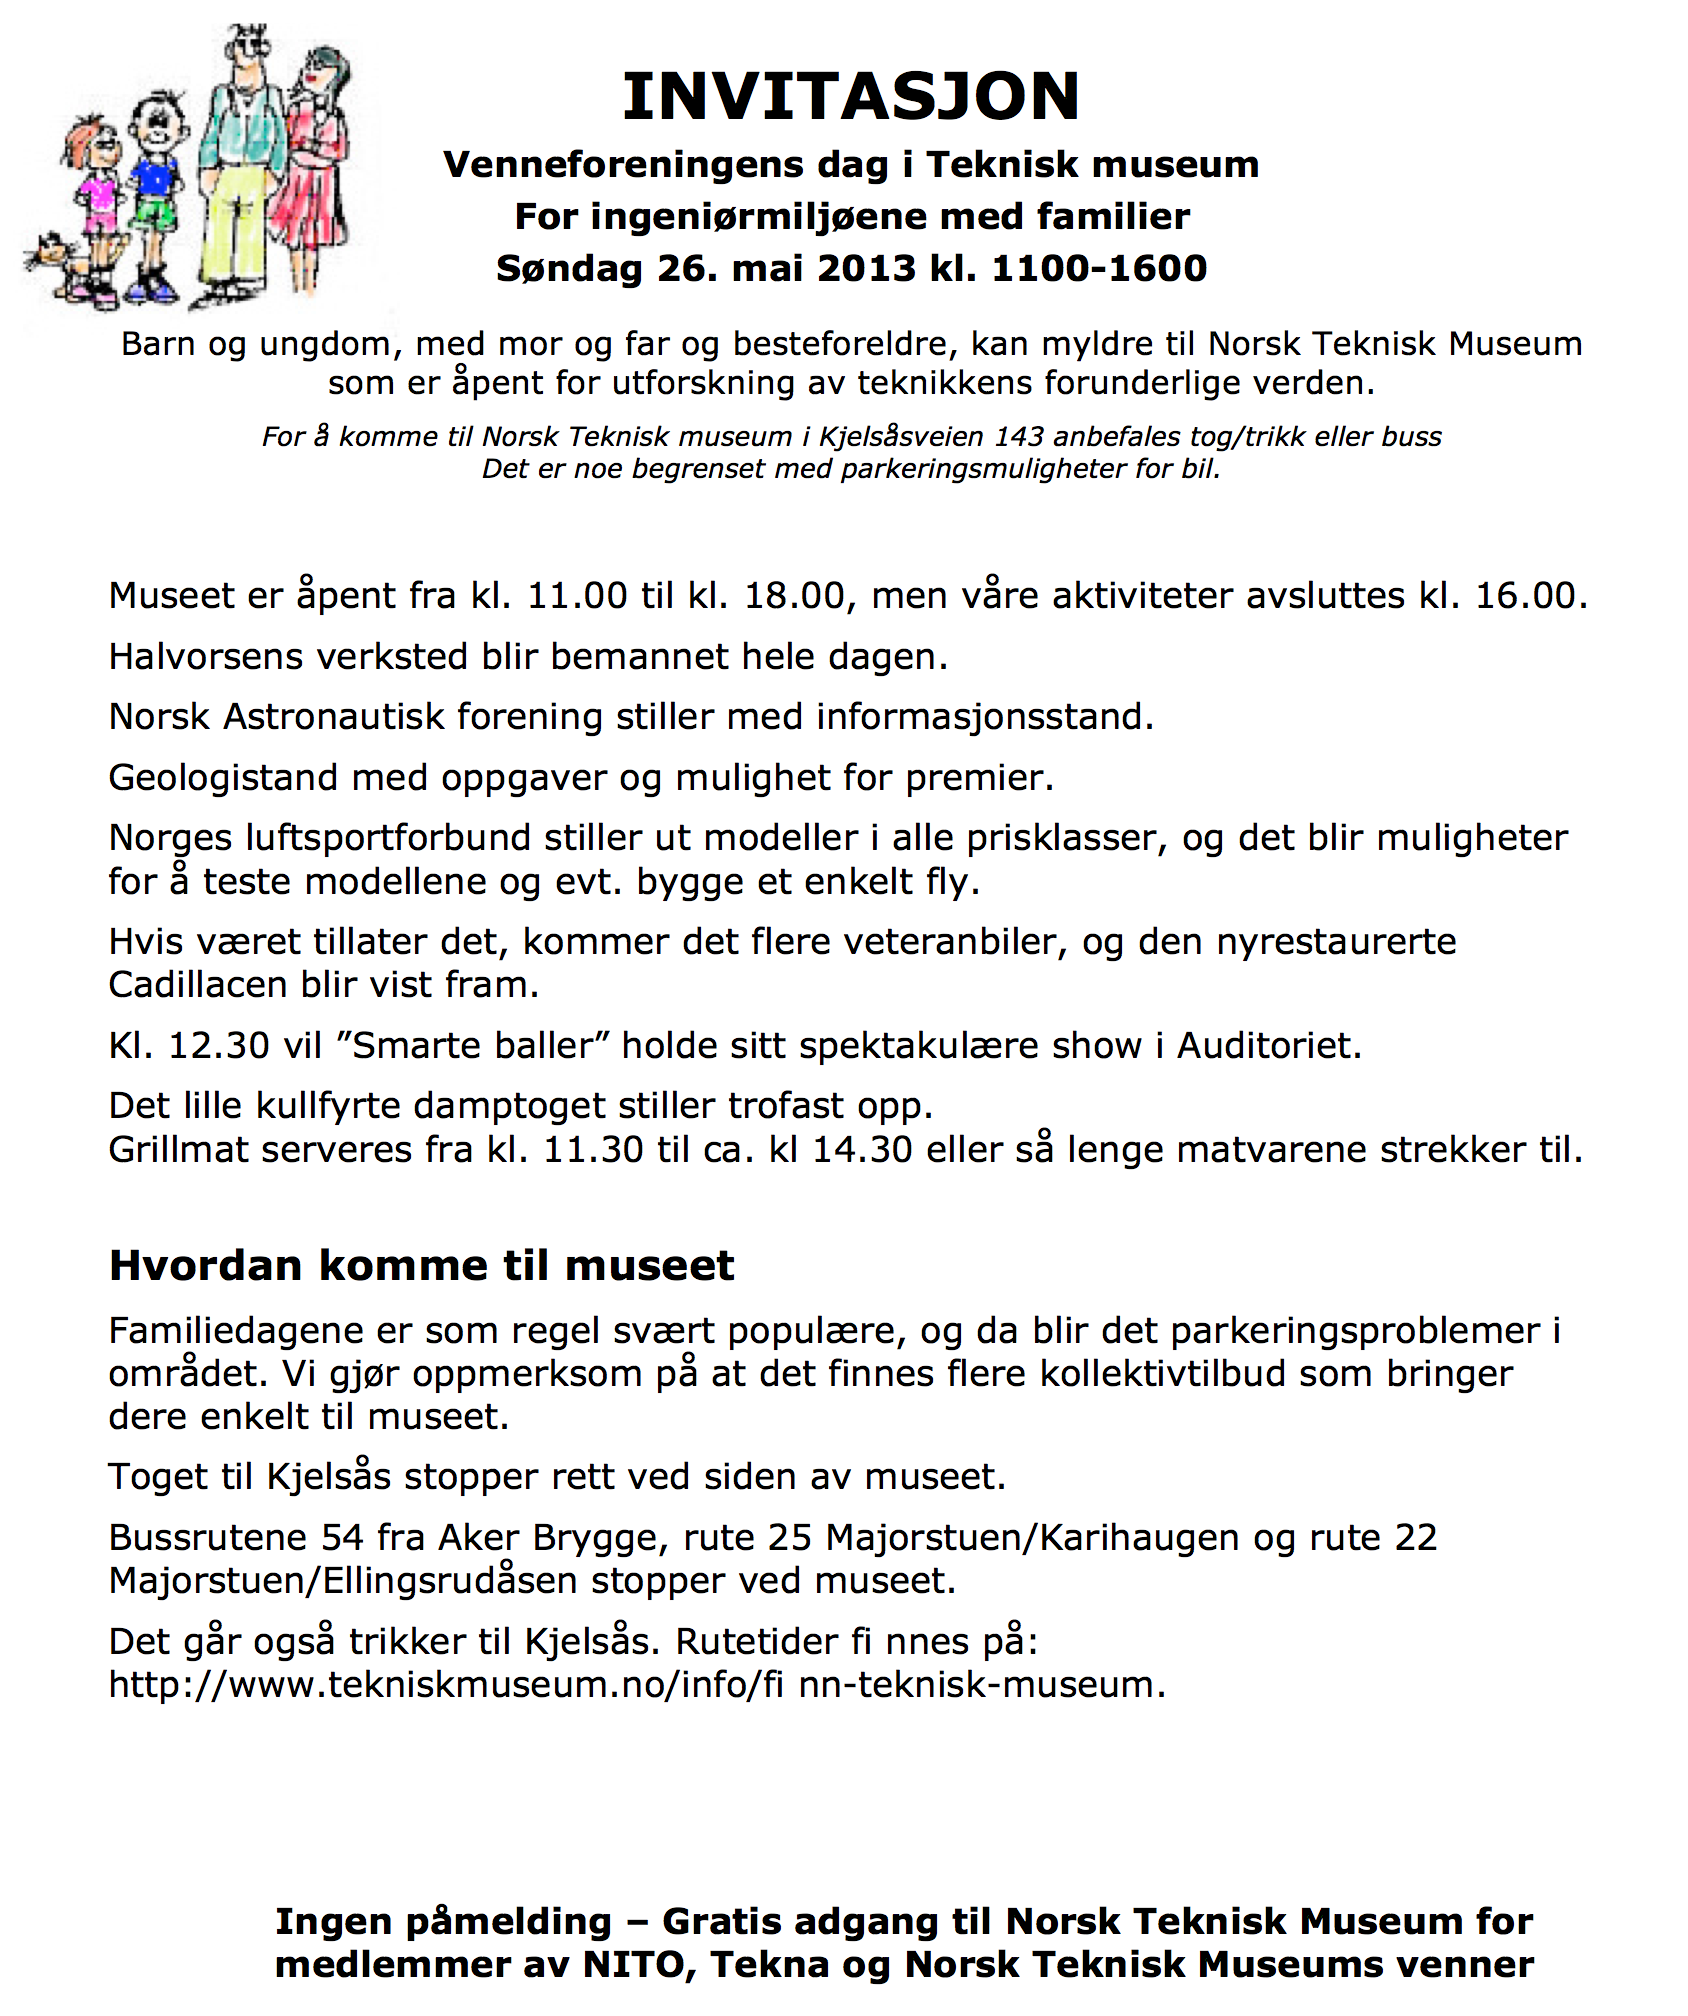 INVITASJON
Venneforeningens dag i Teknisk museum
For ingeniørmiljøene med familier
Søndag 26. mai 2013 kl. 1100-1600
Barn og ungdom, med mor og far og besteforeldre, kan myldre til Norsk Teknisk Museum
som er åpent for utforskning av teknikkens forunderlige verden.
For å komme til Norsk Teknisk museum i Kjelsåsveien 143 anbefales tog/trikk eller buss
Det er noe begrenset med parkeringsmuligheter for bil.
Museet er åpent fra kl. 11.00 til kl. 18.00, men våre aktiviteter avsluttes kl. 16.00.
Halvorsens verksted blir bemannet hele dagen.
Norsk Astronautisk forening stiller med informasjonsstand.
Geologistand med oppgaver og mulighet for premier.
Norges luftsportforbund stiller ut modeller i alle prisklasser, og det blir muligheter
for å teste modellene og evt. bygge et enkelt fly.
Hvis været tillater det, kommer det flere veteranbiler, og den nyrestaurerte
Cadillacen blir vist fram.
Kl. 12.30 vil ”Smarte baller” holde sitt spektakulære show i Auditoriet.
Det lille kullfyrte damptoget stiller trofast opp.
Grillmat serveres fra kl. 11.30 til ca. kl 14.30 eller så lenge matvarene strekker til.
Hvordan komme til museet
Familiedagene er som regel svært populære, og da blir det parkeringsproblemer i
området. Vi gjør oppmerksom på at det finnes flere kollektivtilbud som bringer
dere enkelt til museet.
Toget til Kjelsås stopper rett ved siden av museet.
Bussrutene 54 fra Aker Brygge, rute 25 Majorstuen/Karihaugen og rute 22
Majorstuen/Ellingsrudåsen stopper ved museet.
Det går også trikker til Kjelsås. Rutetider fi nnes på:
http://www.tekniskmuseum.no/info/fi nn-teknisk-museum.
Ingen påmelding – Gratis adgang til Norsk Teknisk Museum for
medlemmer av NITO, Tekna og Norsk Teknisk Museums venner